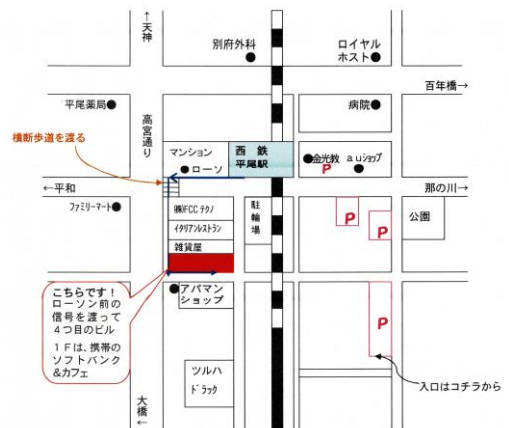 ←天神
別府外科
ロイヤル
ホスト
百年橋→
平尾薬局
高宮通り
病院
横断歩道を渡る
マンション
ローソ
西 鉄
平尾駅
金光教
auショップ
P
←平和
那の川→
ファミリーマート
㈱FCC テクノ
イタリアンレストラン
雑貨屋
駐輪場
P
P
公園
こちらです!
ローソン前の
信号を渡って
4つ目のビル
1Fは、携帯の
ソフトバンク
&カフェ
アパマン
ショップ
P
ツルハ
ドラック
入口はコチラから
大橋→